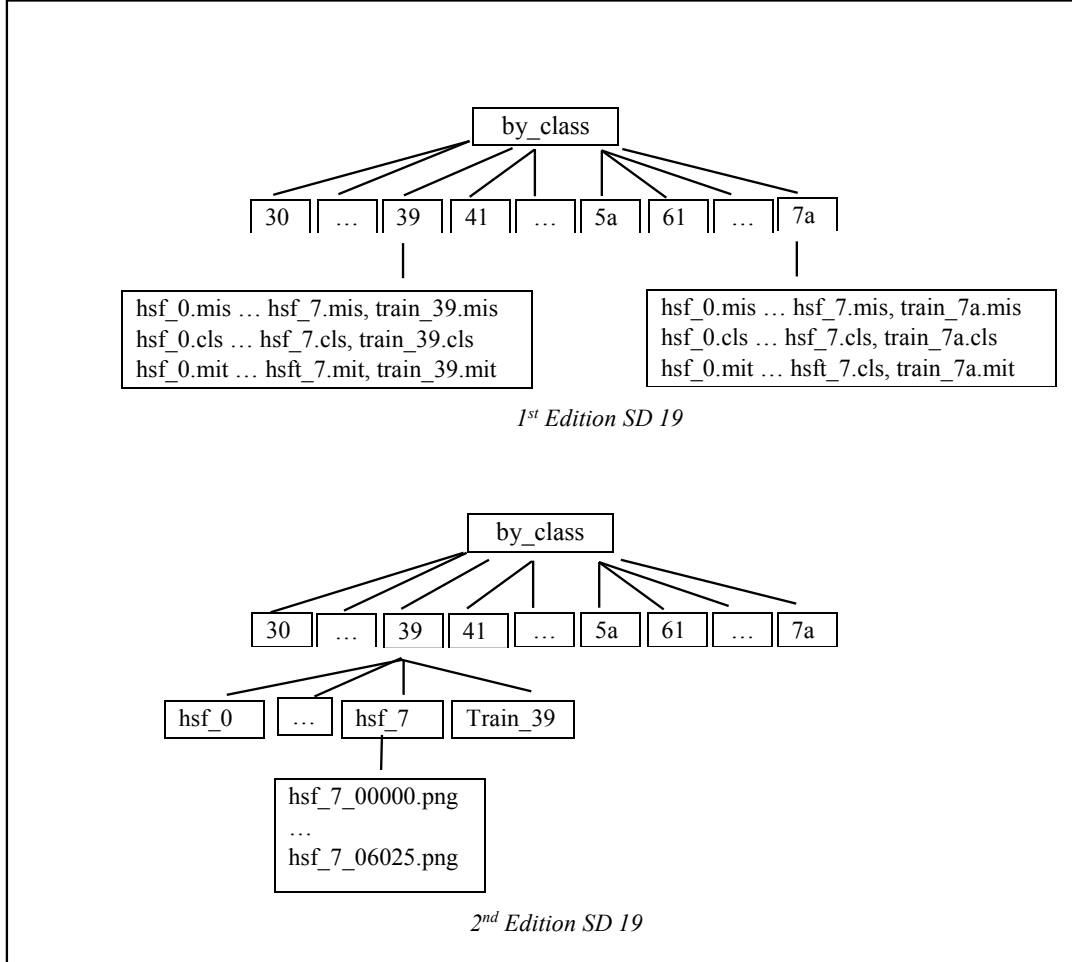 by_class
30 … 39 41 … 5a 61 … 7a
hsf_0.mis … hsf_7.mis, train_39.mis
hsf_0.cls … hsf_7.cls, train_39.cls
hsf_0.mit … hsft_7.mit, train_39.mit
hsf_0.mis … hsf_7.mis, train_7a.mis
hsf_0.cls … hsf_7.cls, train_7a.cls
hsf_0.mit … hsft_7.cls, train_7a.mit
1st Edition SD 19
by_class
30 … 39 41 … 5a 61 … 7a
hsf_0 … hsf_7 Train_39
hsf_7_00000.png
…
hsf_7_06025.png
2nd Edition SD 19